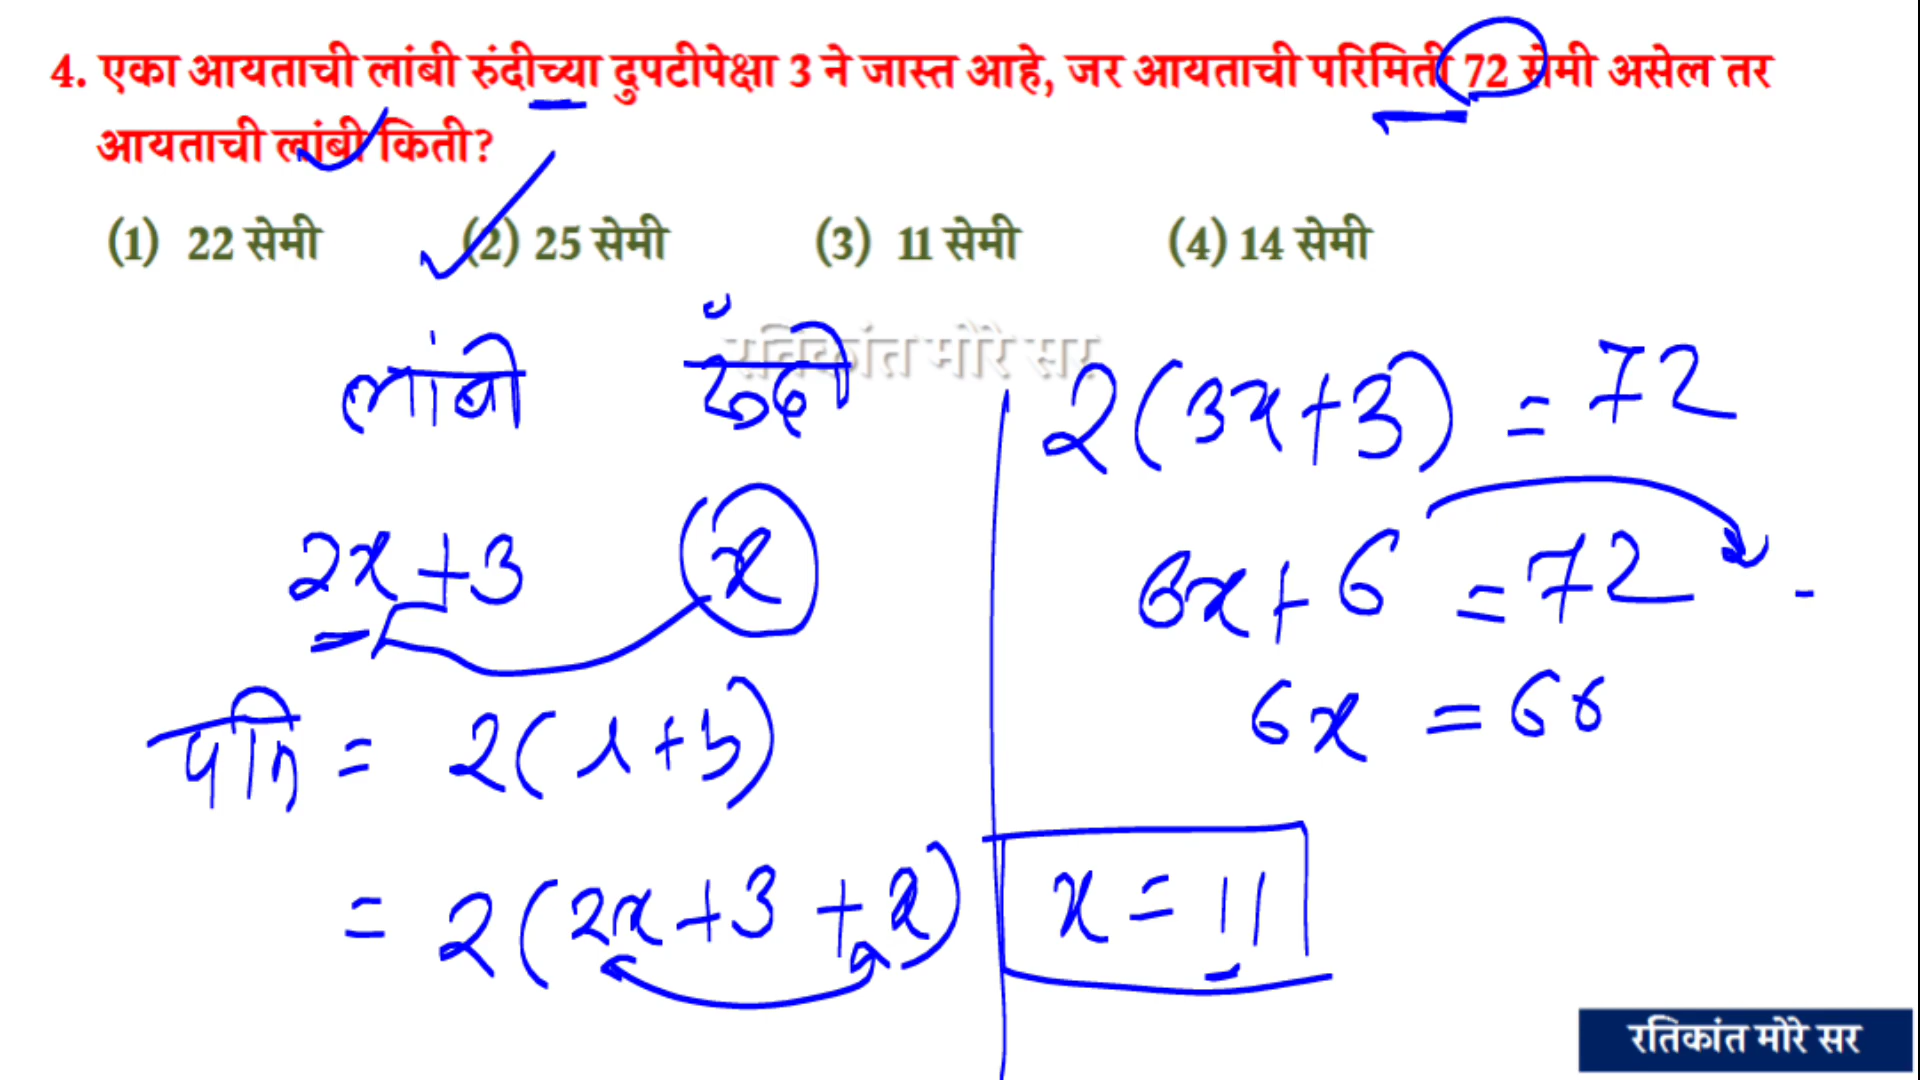 4. एका आयताची लांबी रुंदीच्या दुपटीपेक्षा 3 ने जास्त आहे, जर आयताची परिमिती 72 सेमी असेल तर
आयताची लांबी किती?
(1) 22 सेमी (2) 25 सेमी (3) 11 सेमी (4) 14 सेमी
रतिकांत मोरे सर
लांबी रुंदी
2x+3 x
परि = 2(l+b)
= 2(2x+3+x)
2(3x+3) = 72
6x+6 = 72 -
6x = 66
x = 11
रतिकांत मोरे सर